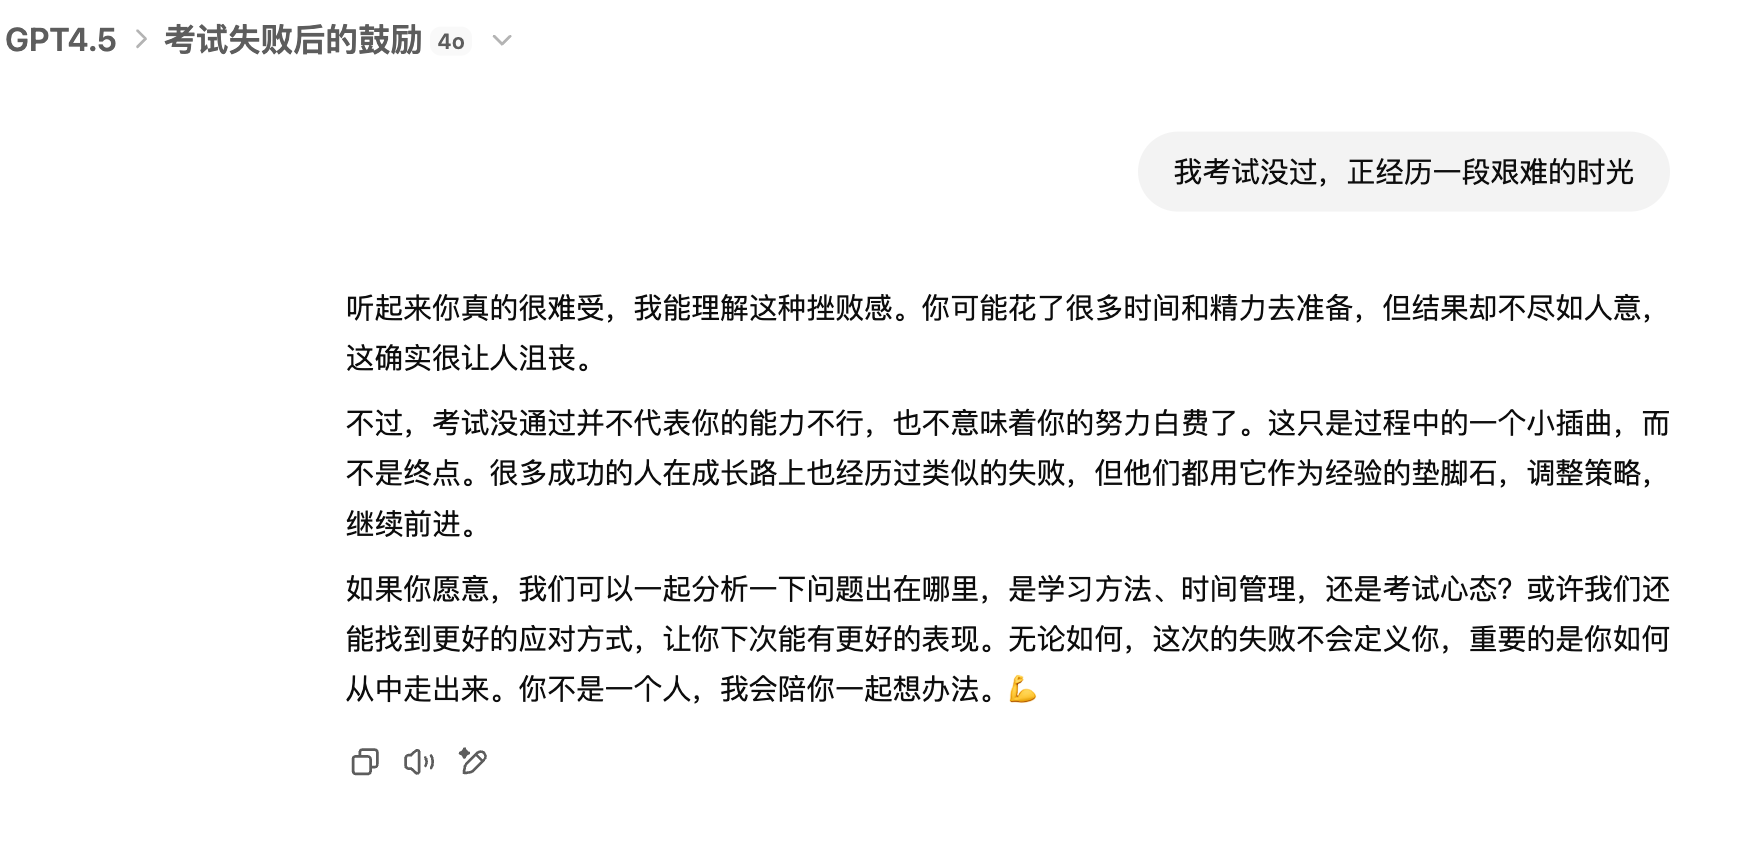 GPT4.5 > 考试失败后的鼓励 4o
我考试没过，正经历一段艰难的时光
听起来你真的很难受，我能理解这种挫败感。你可能花了很多时间和精力去准备，但结果却不尽如人意，
这确实很让人沮丧。
不过，考试没通过并不代表你的能力不行，也不意味着你的努力白费了。这只是过程中的一个小插曲，而
不是终点。很多成功的人在成长路上也经历过类似的失败，但他们都用它作为经验的垫脚石，调整策略，
继续前进。
如果你愿意，我们可以一起分析一下问题出在哪里，是学习方法、时间管理，还是考试心态？或许我们还
能找到更好的应对方式，让你下次能有更好的表现。无论如何，这次的失败不会定义你，重要的是你如何
从中走出来。你不是一个人，我会陪你一起想办法。💪